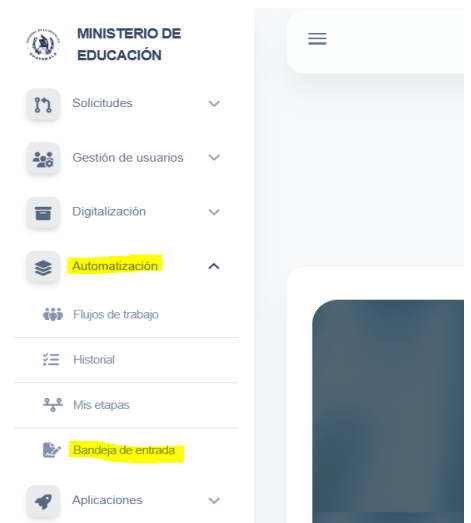 MINISTERIO DE
EDUCACIÓN
Solicitudes
Gestión de usuarios
Digitalización
Automatización
Flujos de trabajo
Historial
Mis etapas
Bandeja de entrada
Aplicaciones